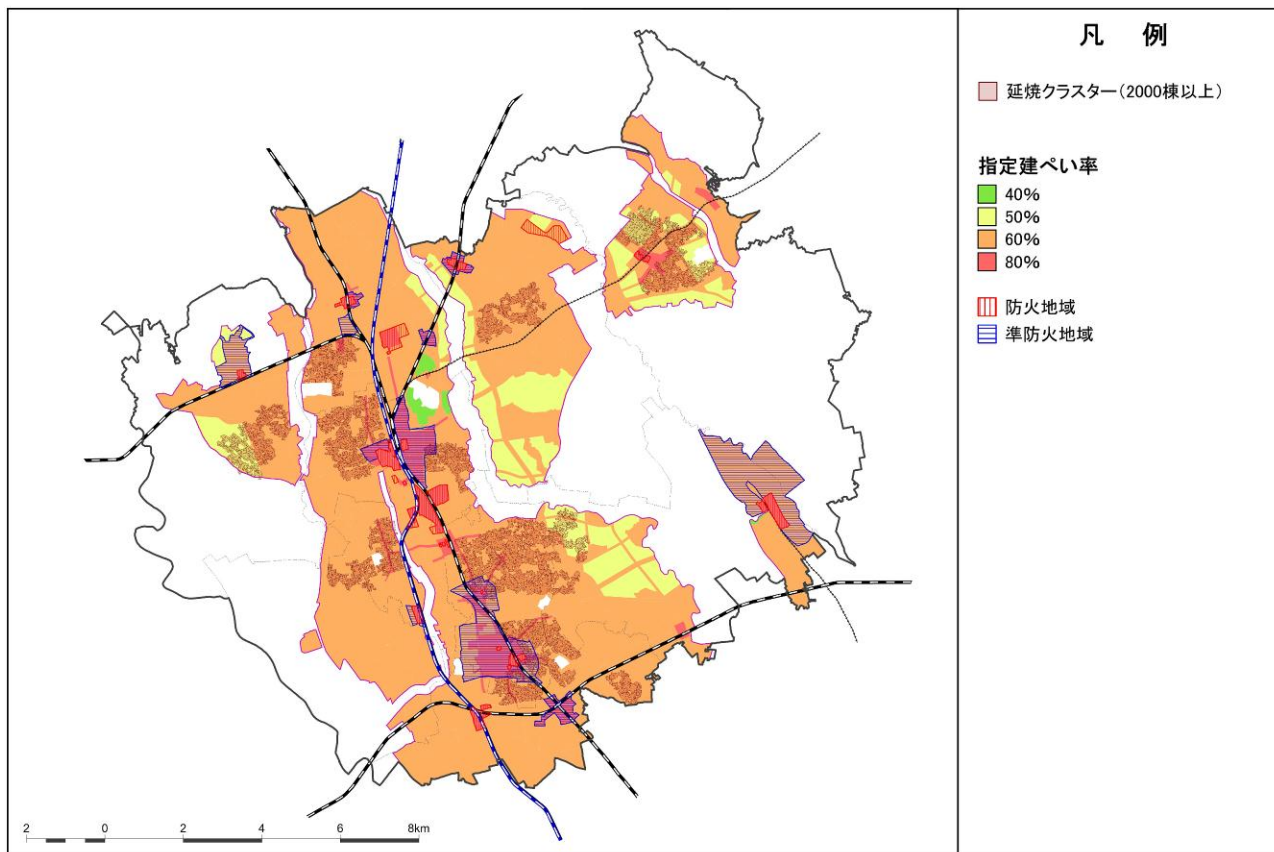 凡 例
延焼クラスター(2000棟以上)
指定建ぺい率
40%
50%
60%
80%
防火地域
準防火地域
2 0 2 4 6 8km